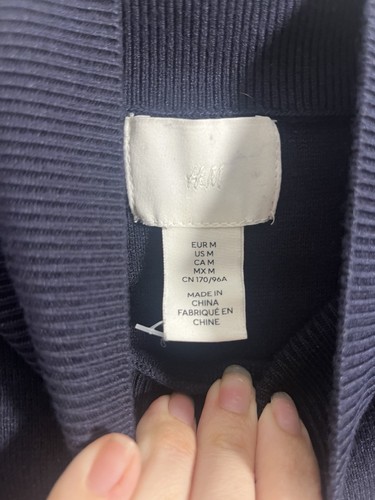 H&M
EUR M
US M
CA M
MX M
CN 170/96A
MADE IN
CHINA
FABRIQUÉ EN
CHINE